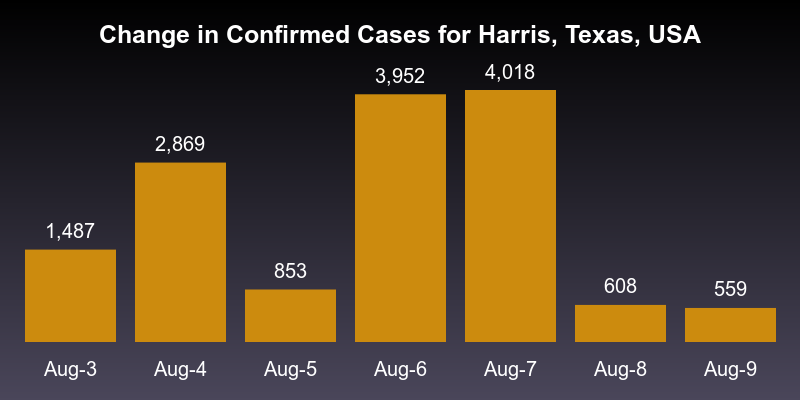 Change in Confirmed Cases for Harris, Texas, USA
1,487
2,869
853
3,952
4,018
608
559
Aug-3
Aug-4
Aug-5
Aug-6
Aug-7
Aug-8
Aug-9